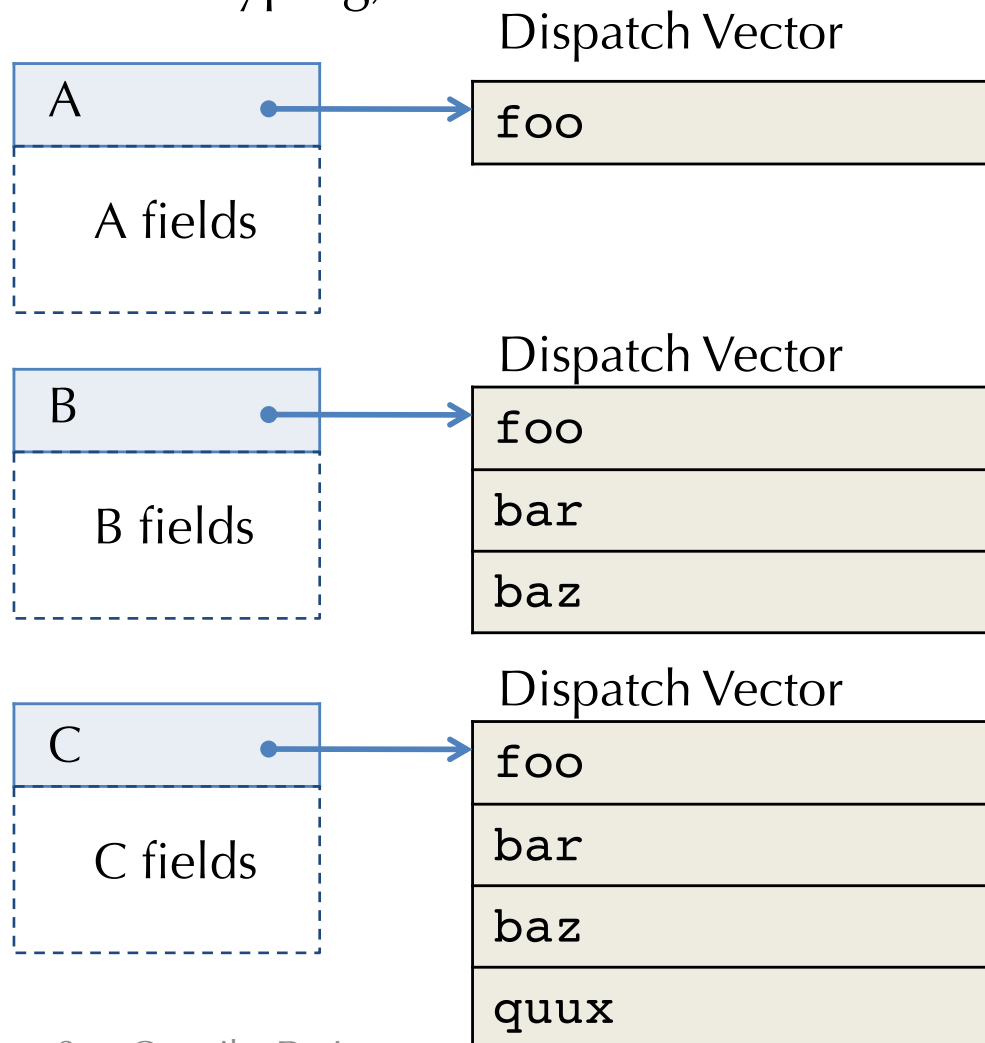 Dispatch Vector
A
foo
A fields
Dispatch Vector
B
foo
bar
B fields
baz
Dispatch Vector
C
foo
bar
C fields
baz
quux